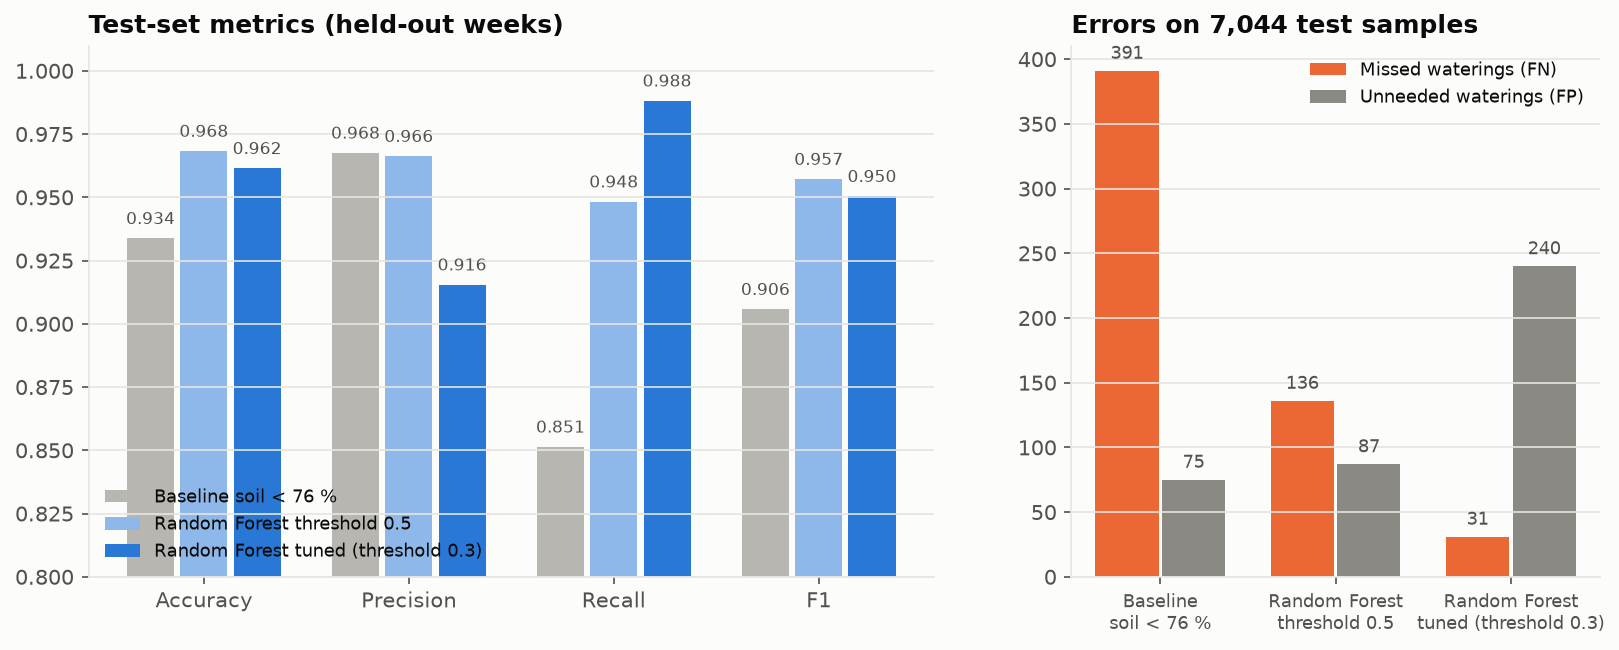 Test-set metrics (held-out weeks)
1.000
0.975
0.950
0.925
0.900
0.875
0.850
0.825
0.800
0.934
0.968
0.962
0.968
0.966
0.916
0.851
0.948
0.988
0.906
0.957
0.950
Baseline soil < 76 %
Random Forest threshold 0.5
Random Forest tuned (threshold 0.3)
Accuracy
Precision
Recall
F1
Errors on 7,044 test samples
400
350
300
250
200
150
100
50
0
391
75
136
87
31
240
Missed waterings (FN)
Unneeded waterings (FP)
Baseline
soil < 76 %
Random Forest
threshold 0.5
Random Forest
tuned (threshold 0.3)